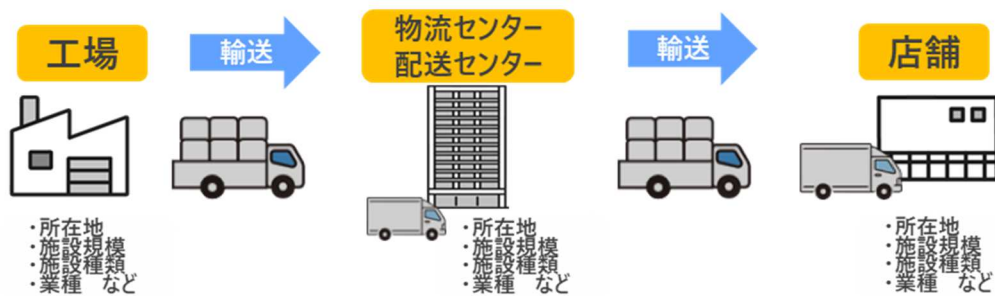 工場
輸送
物流センター
配送センター
輸送
店舗
・所在地
・施設規模
・施設種類
・業種　など
・所在地
・施設規模
・施設種類
・業種　など
・所在地
・施設規模
・施設種類
・業種　など